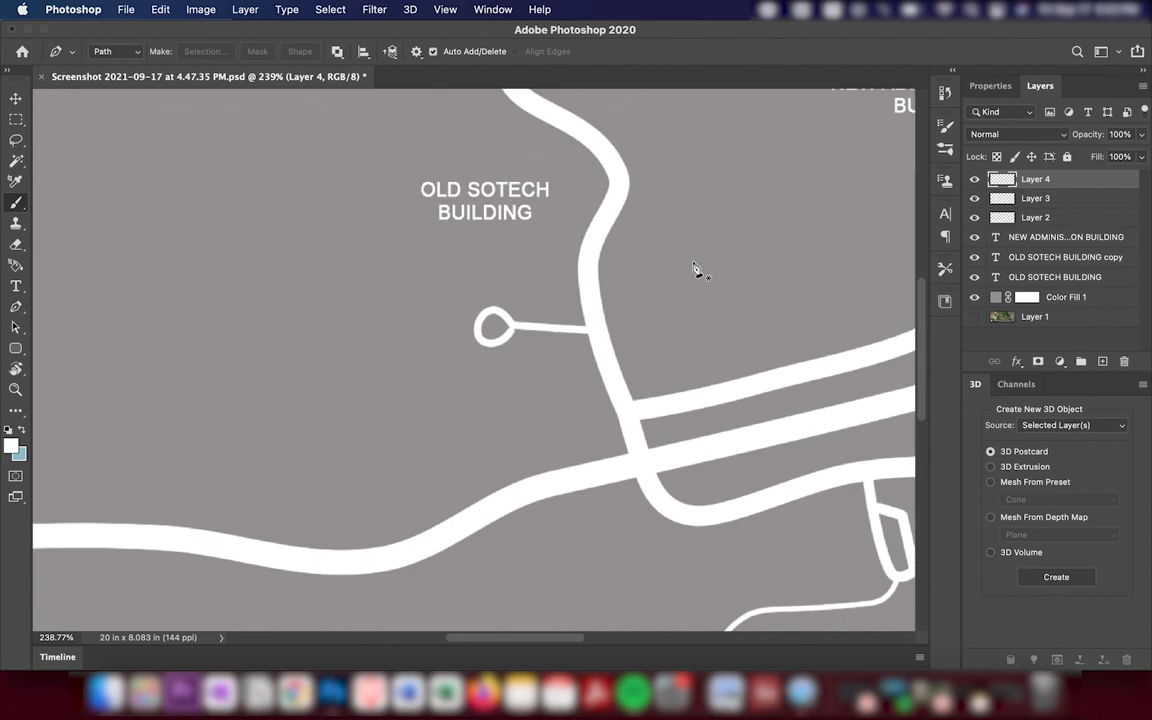 Photoshop File Edit Image Layer Type Select Filter 3D View Window Help
Adobe Photoshop 2020
Path Make: Selection... Mask Shape Auto Add/Delete Align Edges
Screenshot 2021-09-17 at 4.47.35 PM.psd @ 239% (Layer 4, RGB/8) *
OLD SOTECH
BUILDING
BU
Properties Layers
Kind
Normal Opacity: 100%
Lock: Fill: 100%
Layer 4
Layer 3
Layer 2
NEW ADMINIS...ON BUILDING
OLD SOTECH BUILDING copy
OLD SOTECH BUILDING
Color Fill 1
Layer 1
3D Channels
Create New 3D Object
Source: Selected Layer(s)
3D Postcard
3D Extrusion
Mesh From Preset
Cone
Mesh From Depth Map
Plane
3D Volume
Create
238.77% 20 in x 8.083 in (144 ppi)
Timeline